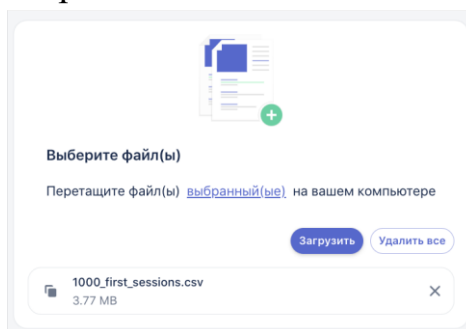 Выберите файл(ы)
Перетащите файл(ы) выбранный(ые) на вашем компьютере
Загрузить Удалить все
1000_first_sessions.csv
3.77 MB